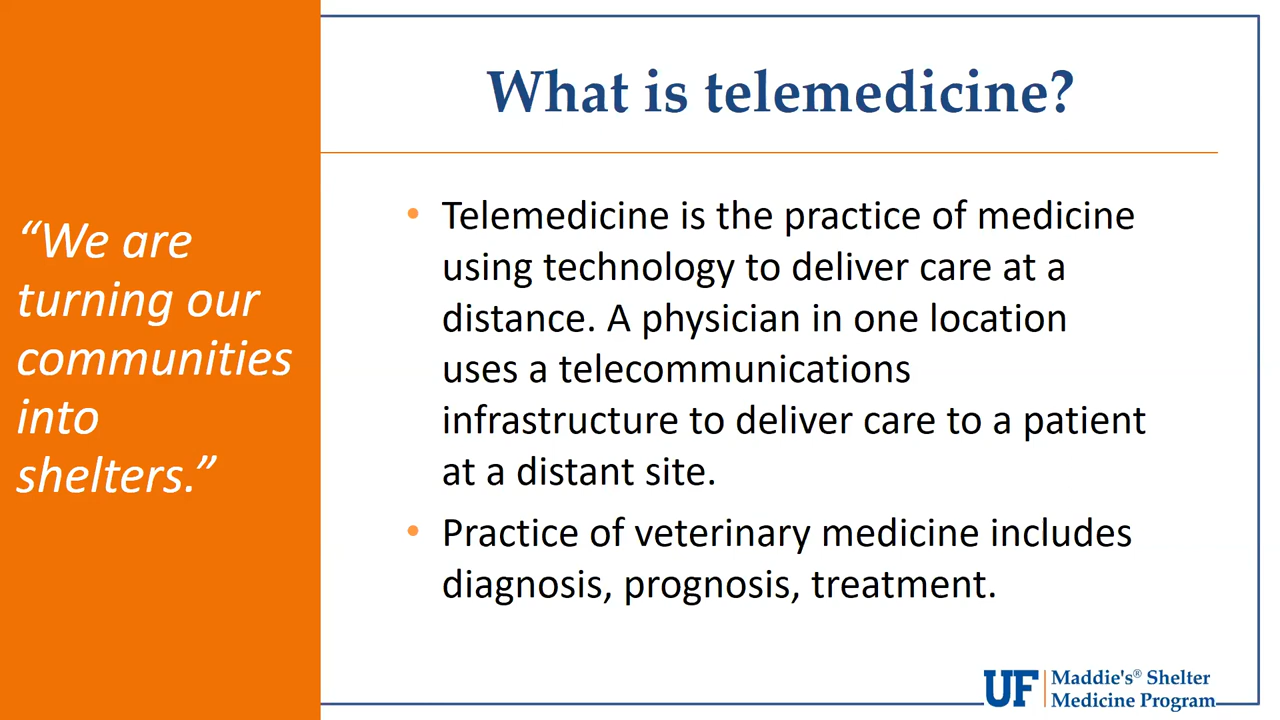 “We are
turning our
communities
into
shelters.”
What is telemedicine?
• Telemedicine is the practice of medicine
using technology to deliver care at a
distance. A physician in one location
uses a telecommunications
infrastructure to deliver care to a patient
at a distant site.
• Practice of veterinary medicine includes
diagnosis, prognosis, treatment.
UF Maddie's® Shelter
Medicine Program